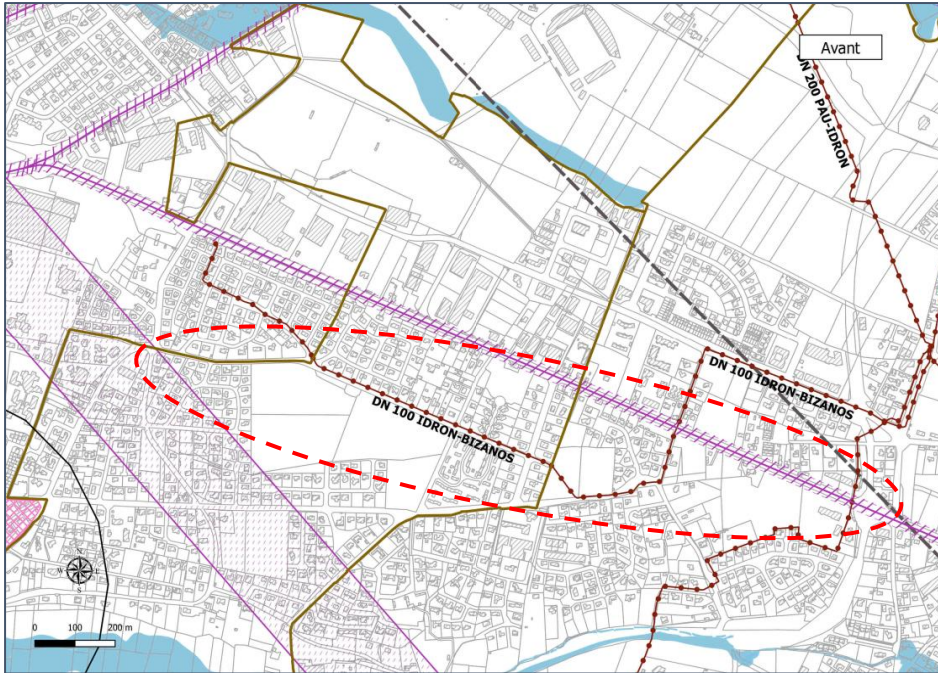 Avant
DN 200 PAU-IDRON
DN 100 IDRON-BIZANOS
DN 100 IDRON-BIZANOS
N
W E
S
0 100 200 m